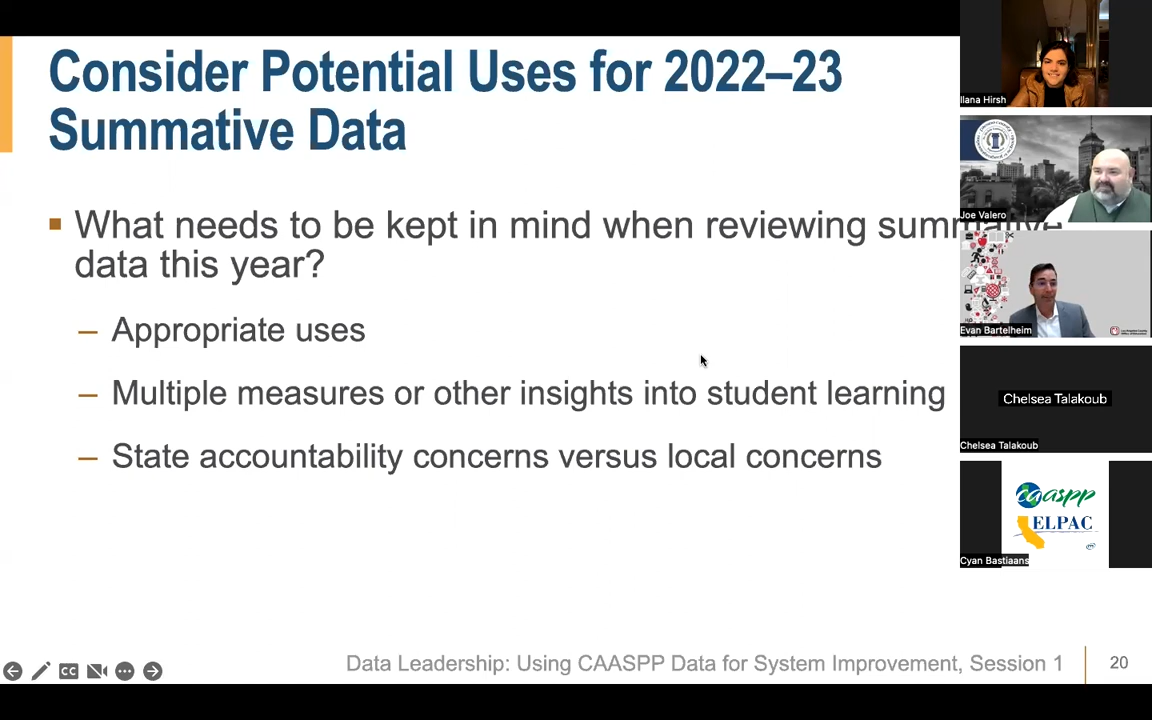 Consider Potential Uses for 2022–23
Summative Data
▪ What needs to be kept in mind when reviewing summative
data this year?
– Appropriate uses
– Multiple measures or other insights into student learning
– State accountability concerns versus local concerns
Data Leadership: Using CAASPP Data for System Improvement, Session 1
20
CC
Ilana Hirsh
Joe Valero
Evan Bartelheim
Chelsea Talakoub
Chelsea Talakoub
caaspp
ELPAC
Cyan Bastiaans